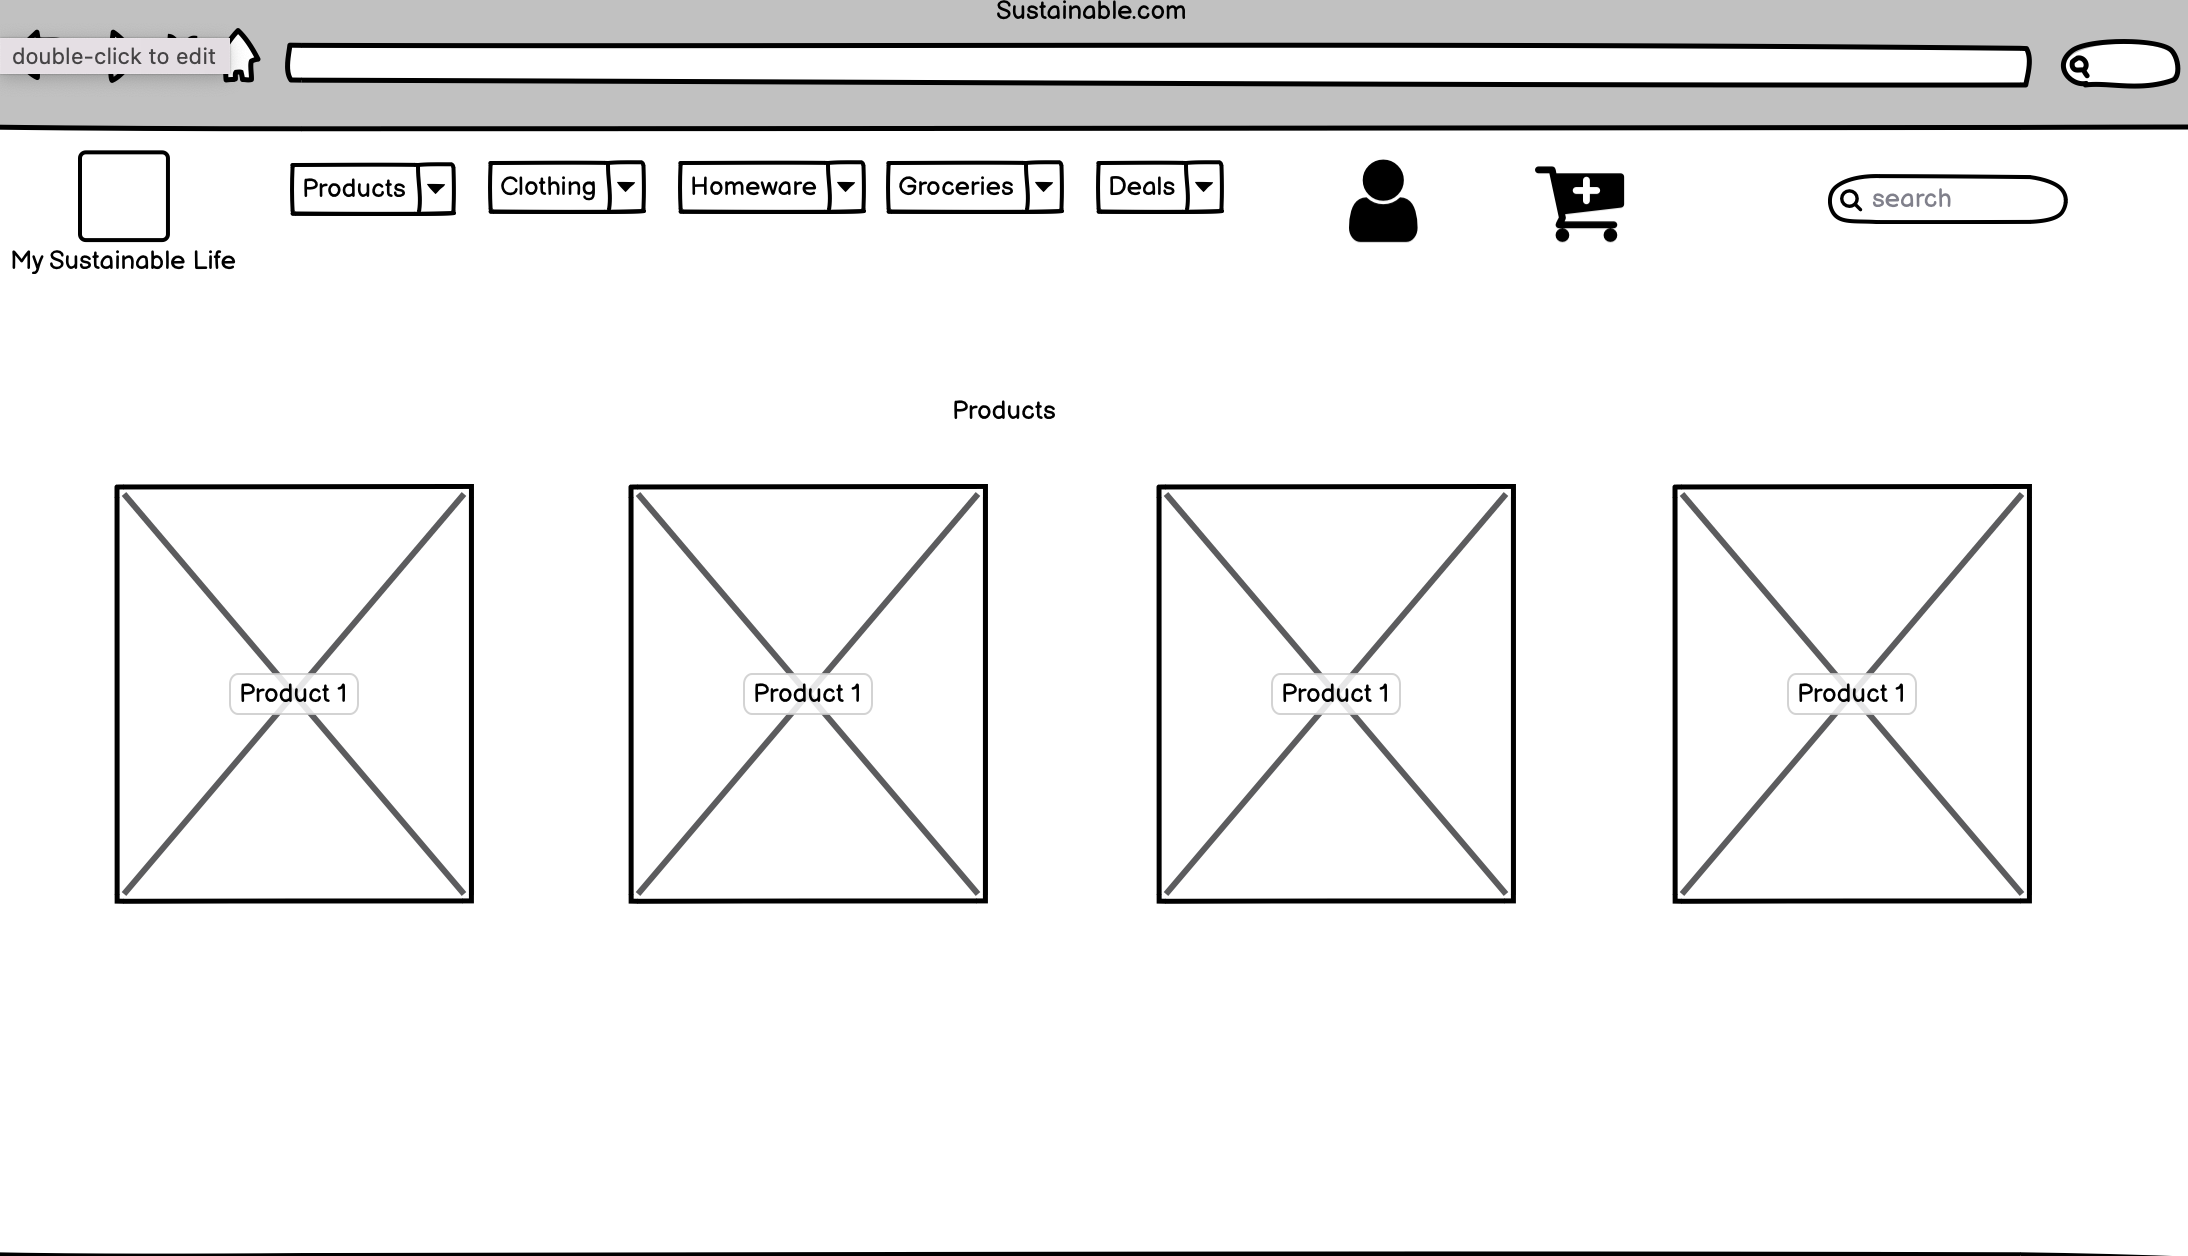 Sustainable.com
double-click to edit
Products
Clothing
Homeware
Groceries
Deals
search
My Sustainable Life
Products
Product 1
Product 1
Product 1
Product 1